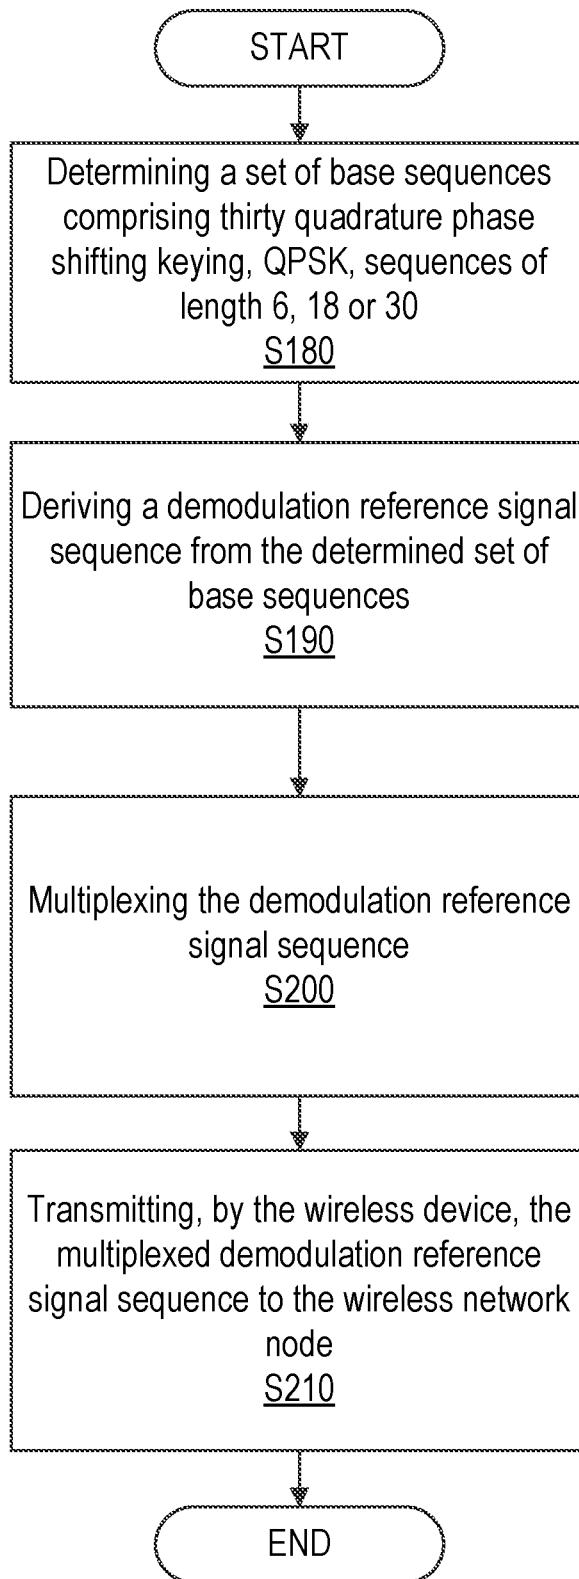 START
Determining a set of base sequences
comprising thirty quadrature phase
shifting keying, QPSK, sequences of
length 6, 18 or 30
S180
Deriving a demodulation reference signal
sequence from the determined set of
base sequences
S190
Multiplexing the demodulation reference
signal sequence
S200
Transmitting, by the wireless device, the
multiplexed demodulation reference
signal sequence to the wireless network
node
S210
END